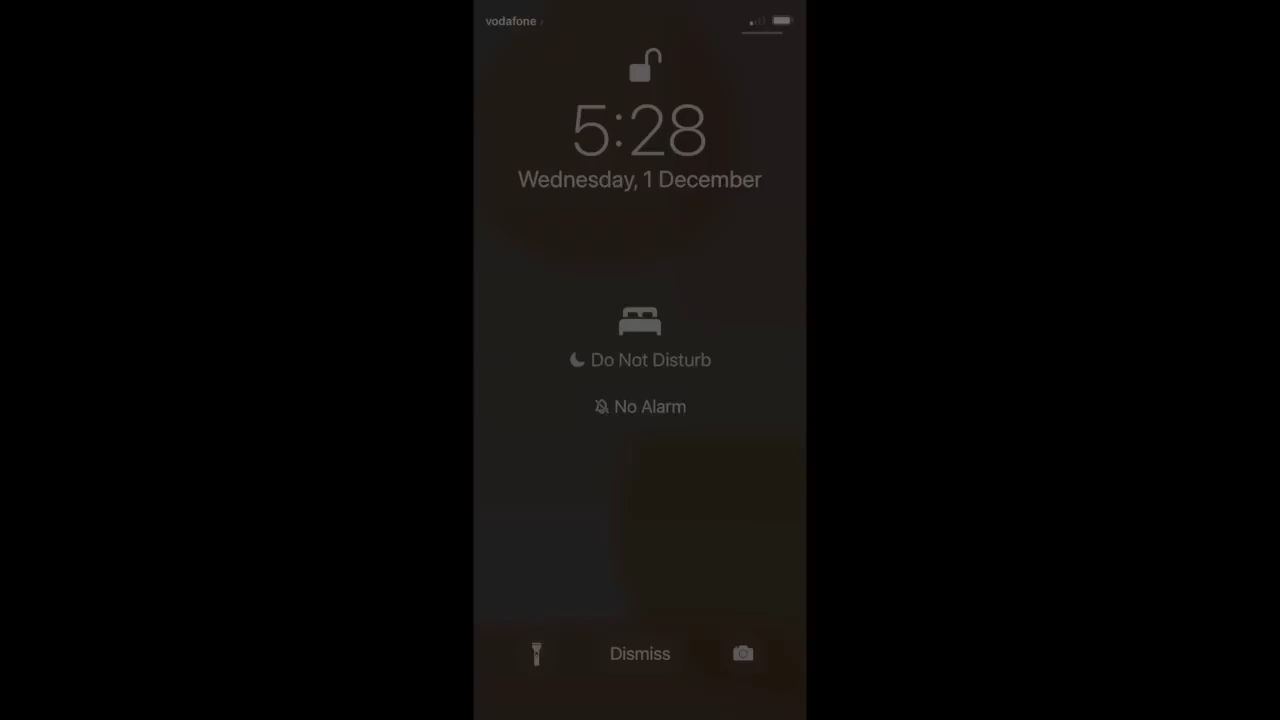 vodafone
5:28
Wednesday, 1 December
Do Not Disturb
No Alarm
Dismiss